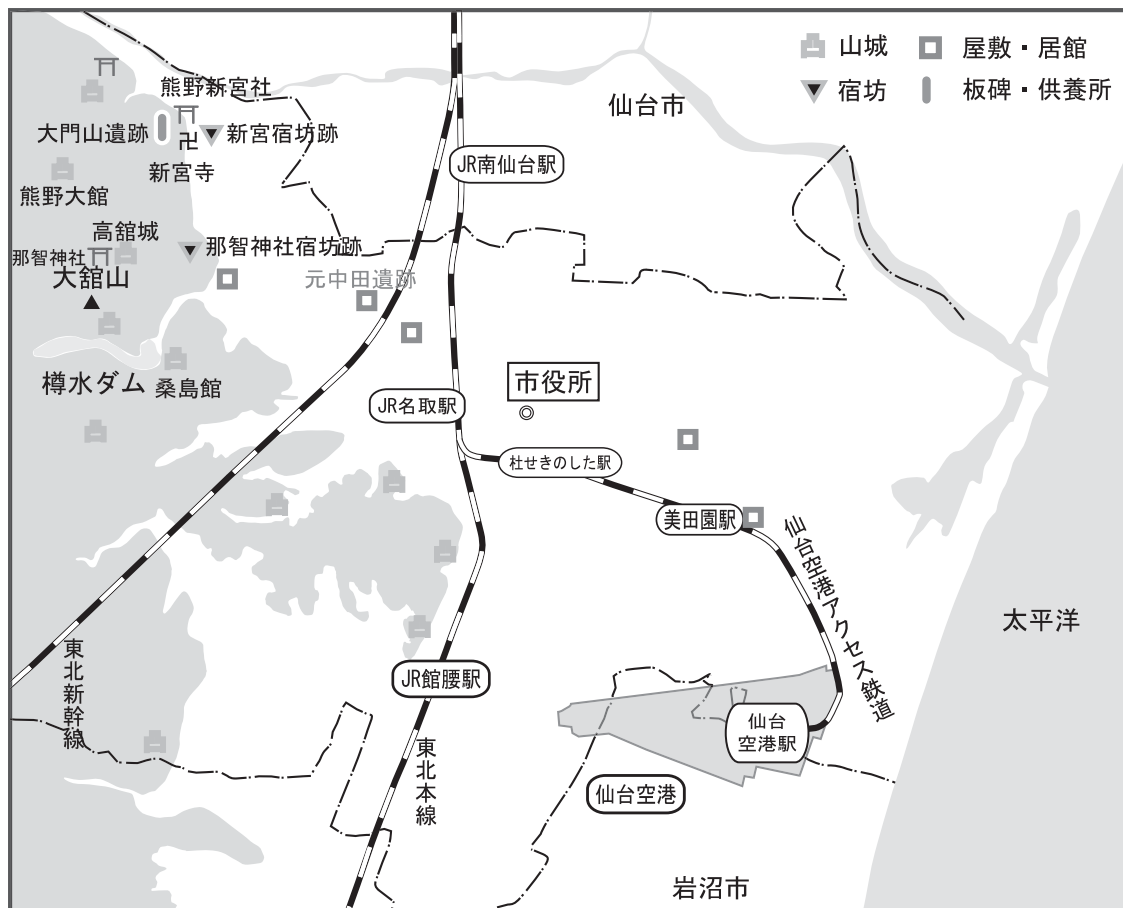 山城
屋敷・居館
宿坊
板碑・供養所
仙台市
熊野新宮社
大門山遺跡
卍
新宮宿坊跡
新宮寺
JR南仙台駅
熊野大館
高舘城
那智神社宿坊跡
那智神社
大舘山
元中田遺跡
樽水ダム
桑島館
市役所
JR名取駅
杜せきのした駅
美田園駅
仙台空港アクセス鉄道
太平洋
東北新幹線
JR館腰駅
仙台
空港駅
東北本線
仙台空港
岩沼市